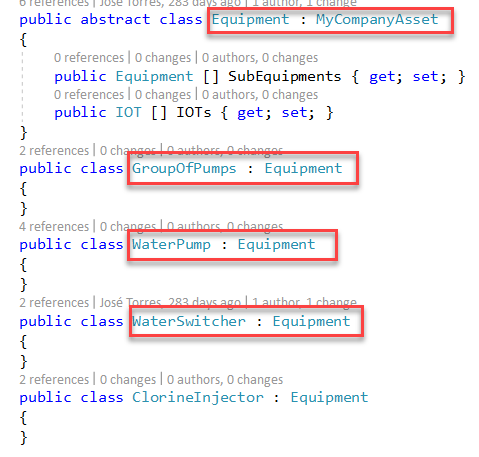 6 references | José Torres, 283 days ago | 1 author, 1 change
public abstract class Equipment : MyCompanyAsset
{
0 references | 0 changes | 0 authors, 0 changes
public Equipment [] SubEquipments { get; set; }
0 references | 0 changes | 0 authors, 0 changes
public IOT [] IOTs { get; set; }
}
2 references | 0 changes | 0 authors, 0 changes
public class GroupOfPumps : Equipment
{
}
4 references | 0 changes | 0 authors, 0 changes
public class WaterPump : Equipment
{
}
2 references | José Torres, 283 days ago | 1 author, 1 change
public class WaterSwitcher : Equipment
{
}
2 references | 0 changes | 0 authors, 0 changes
public class ClorineInjector : Equipment
{
}